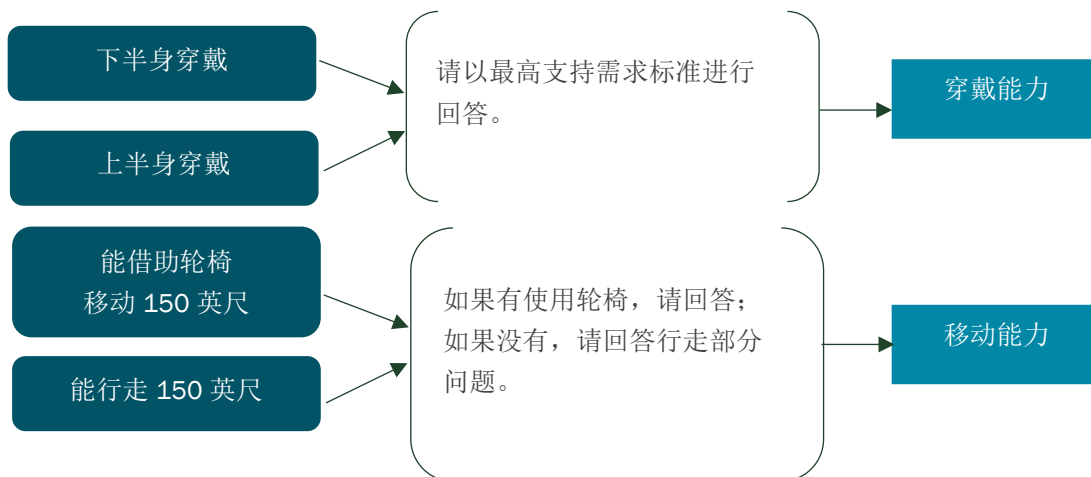 下半身穿戴
上半身穿戴
请以最高支持需求标准进行
回答。
穿戴能力
能借助轮椅
移动 150 英尺
能行走 150 英尺
如果有使用轮椅，请回答；
如果没有，请回答行走部分
问题。
移动能力